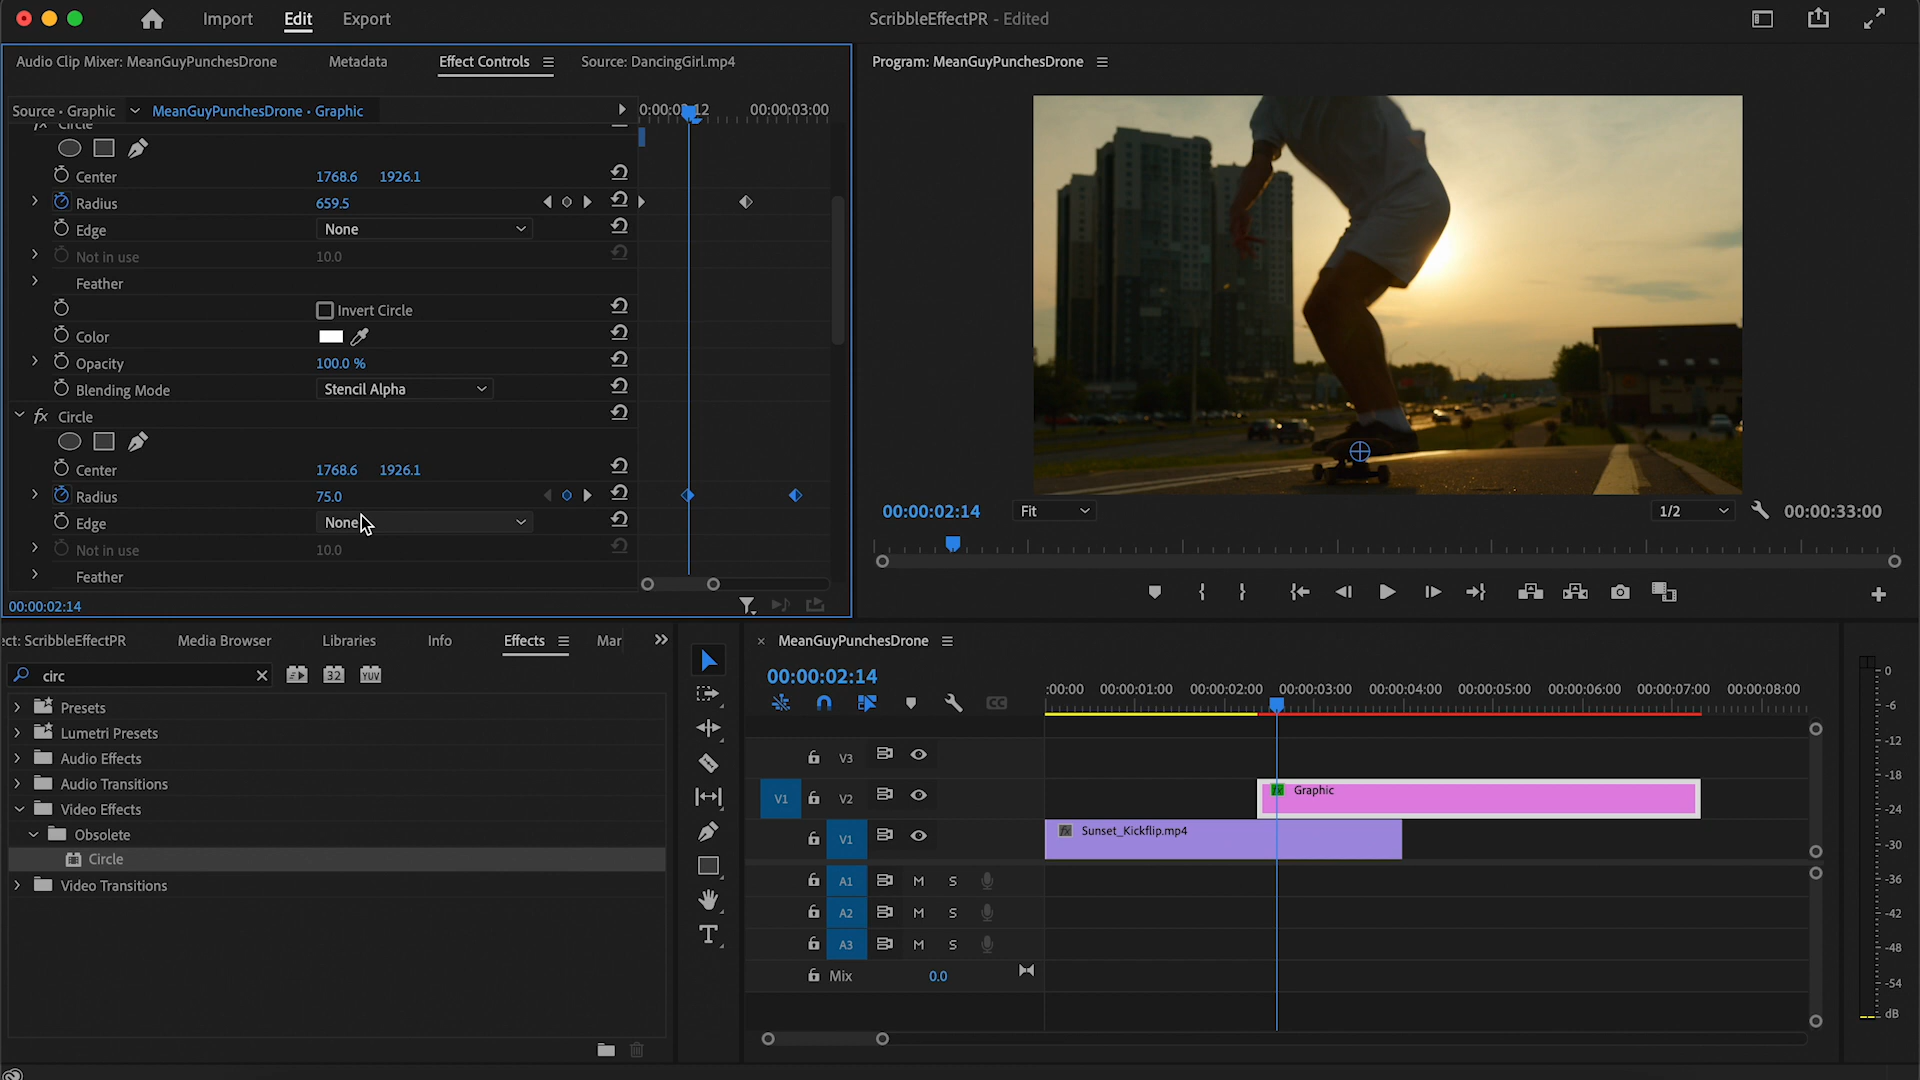 Import Edit Export
ScribbleEffectPR - Edited
Audio Clip Mixer: MeanGuyPunchesDrone Metadata Effect Controls Source: DancingGirl.mp4
Program: MeanGuyPunchesDrone
Source · Graphic MeanGuyPunchesDrone · Graphic 00:00:03:00
fx Circle
Center 1768.6 1926.1
Radius 659.5
Edge None
Not in use 10.0
Feather
Invert Circle
Color
Opacity 100.0 %
Blending Mode Stencil Alpha
fx Circle
Center 1768.6 1926.1
Radius 75.0
Edge None
Not in use 10.0
Feather
00:00:02:14
00:00:02:14 Fit 1/2 00:00:33:00
ect: ScribbleEffectPR Media Browser Libraries Info Effects Mar
circ 32 YUV
Presets
Lumetri Presets
Audio Effects
Audio Transitions
Video Effects
Obsolete
Circle
Video Transitions
× MeanGuyPunchesDrone
00:00:02:14
:00:00 00:00:01:00 00:00:02:00 00:00:03:00 00:00:04:00 00:00:05:00 00:00:06:00 00:00:07:00 00:00:08:00
CC
V3
V1 V2 fx Graphic
V1 fx Sunset_Kickflip.mp4
A1 M S
A2 M S
A3 M S
Mix 0.0
0
-6
-12
-18
-24
-30
-36
-42
-48
-54
dB